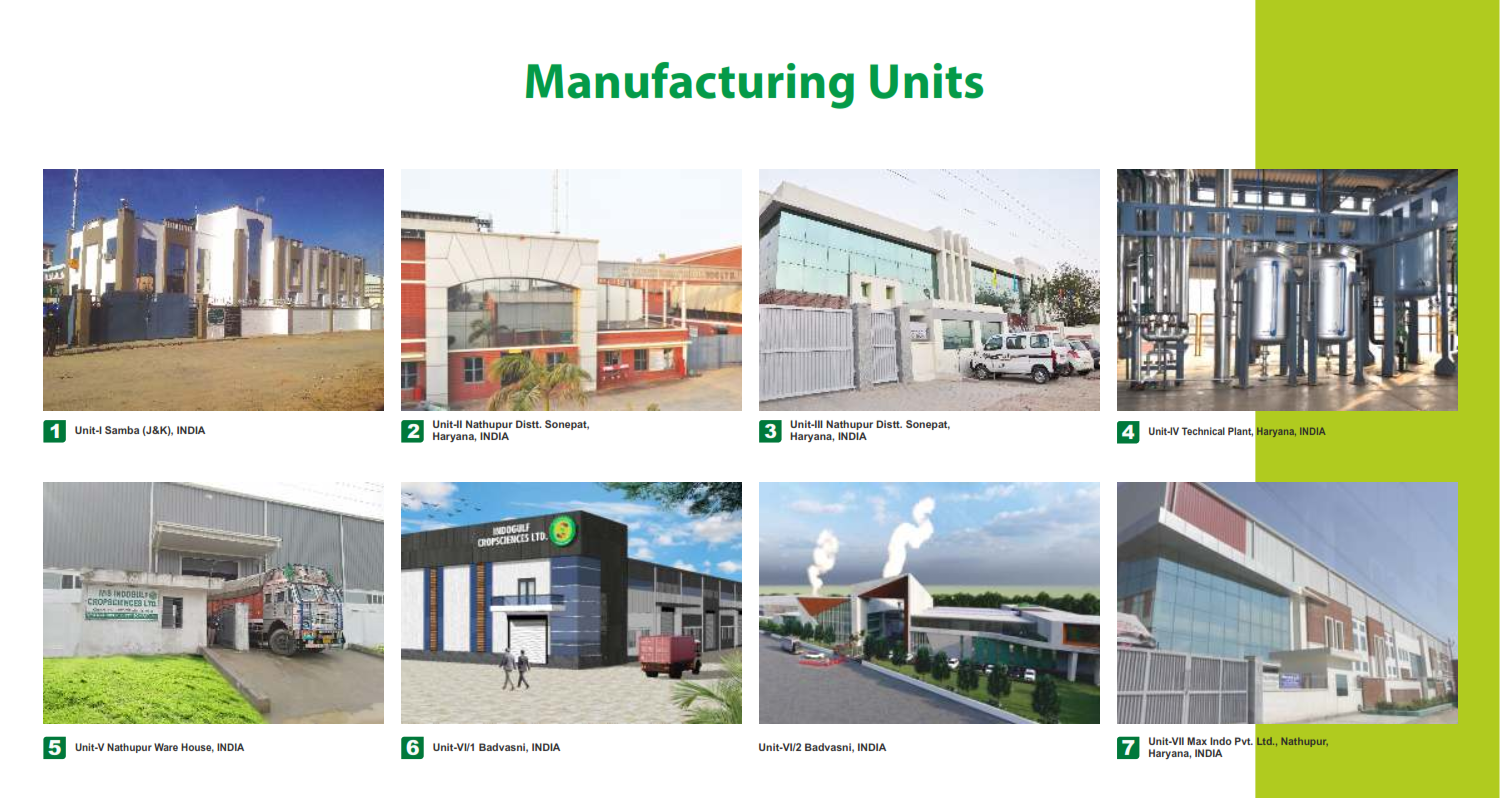 Manufacturing Units
1 Unit-I Samba (J&K), INDIA
2 Unit-II Nathupur Distt. Sonepat,
Haryana, INDIA
3 Unit-III Nathupur Distt. Sonepat,
Haryana, INDIA
4 Unit-IV Technical Plant, Haryana, INDIA
M/S INDOGULF
CROPSCIENCES LTD.
INDOGULF
CROPSCIENCES LTD.
5 Unit-V Nathupur Ware House, INDIA
6 Unit-VI/1 Badvasni, INDIA
Unit-VI/2 Badvasni, INDIA
7 Unit-VII Max Indo Pvt. Ltd., Nathupur,
Haryana, INDIA